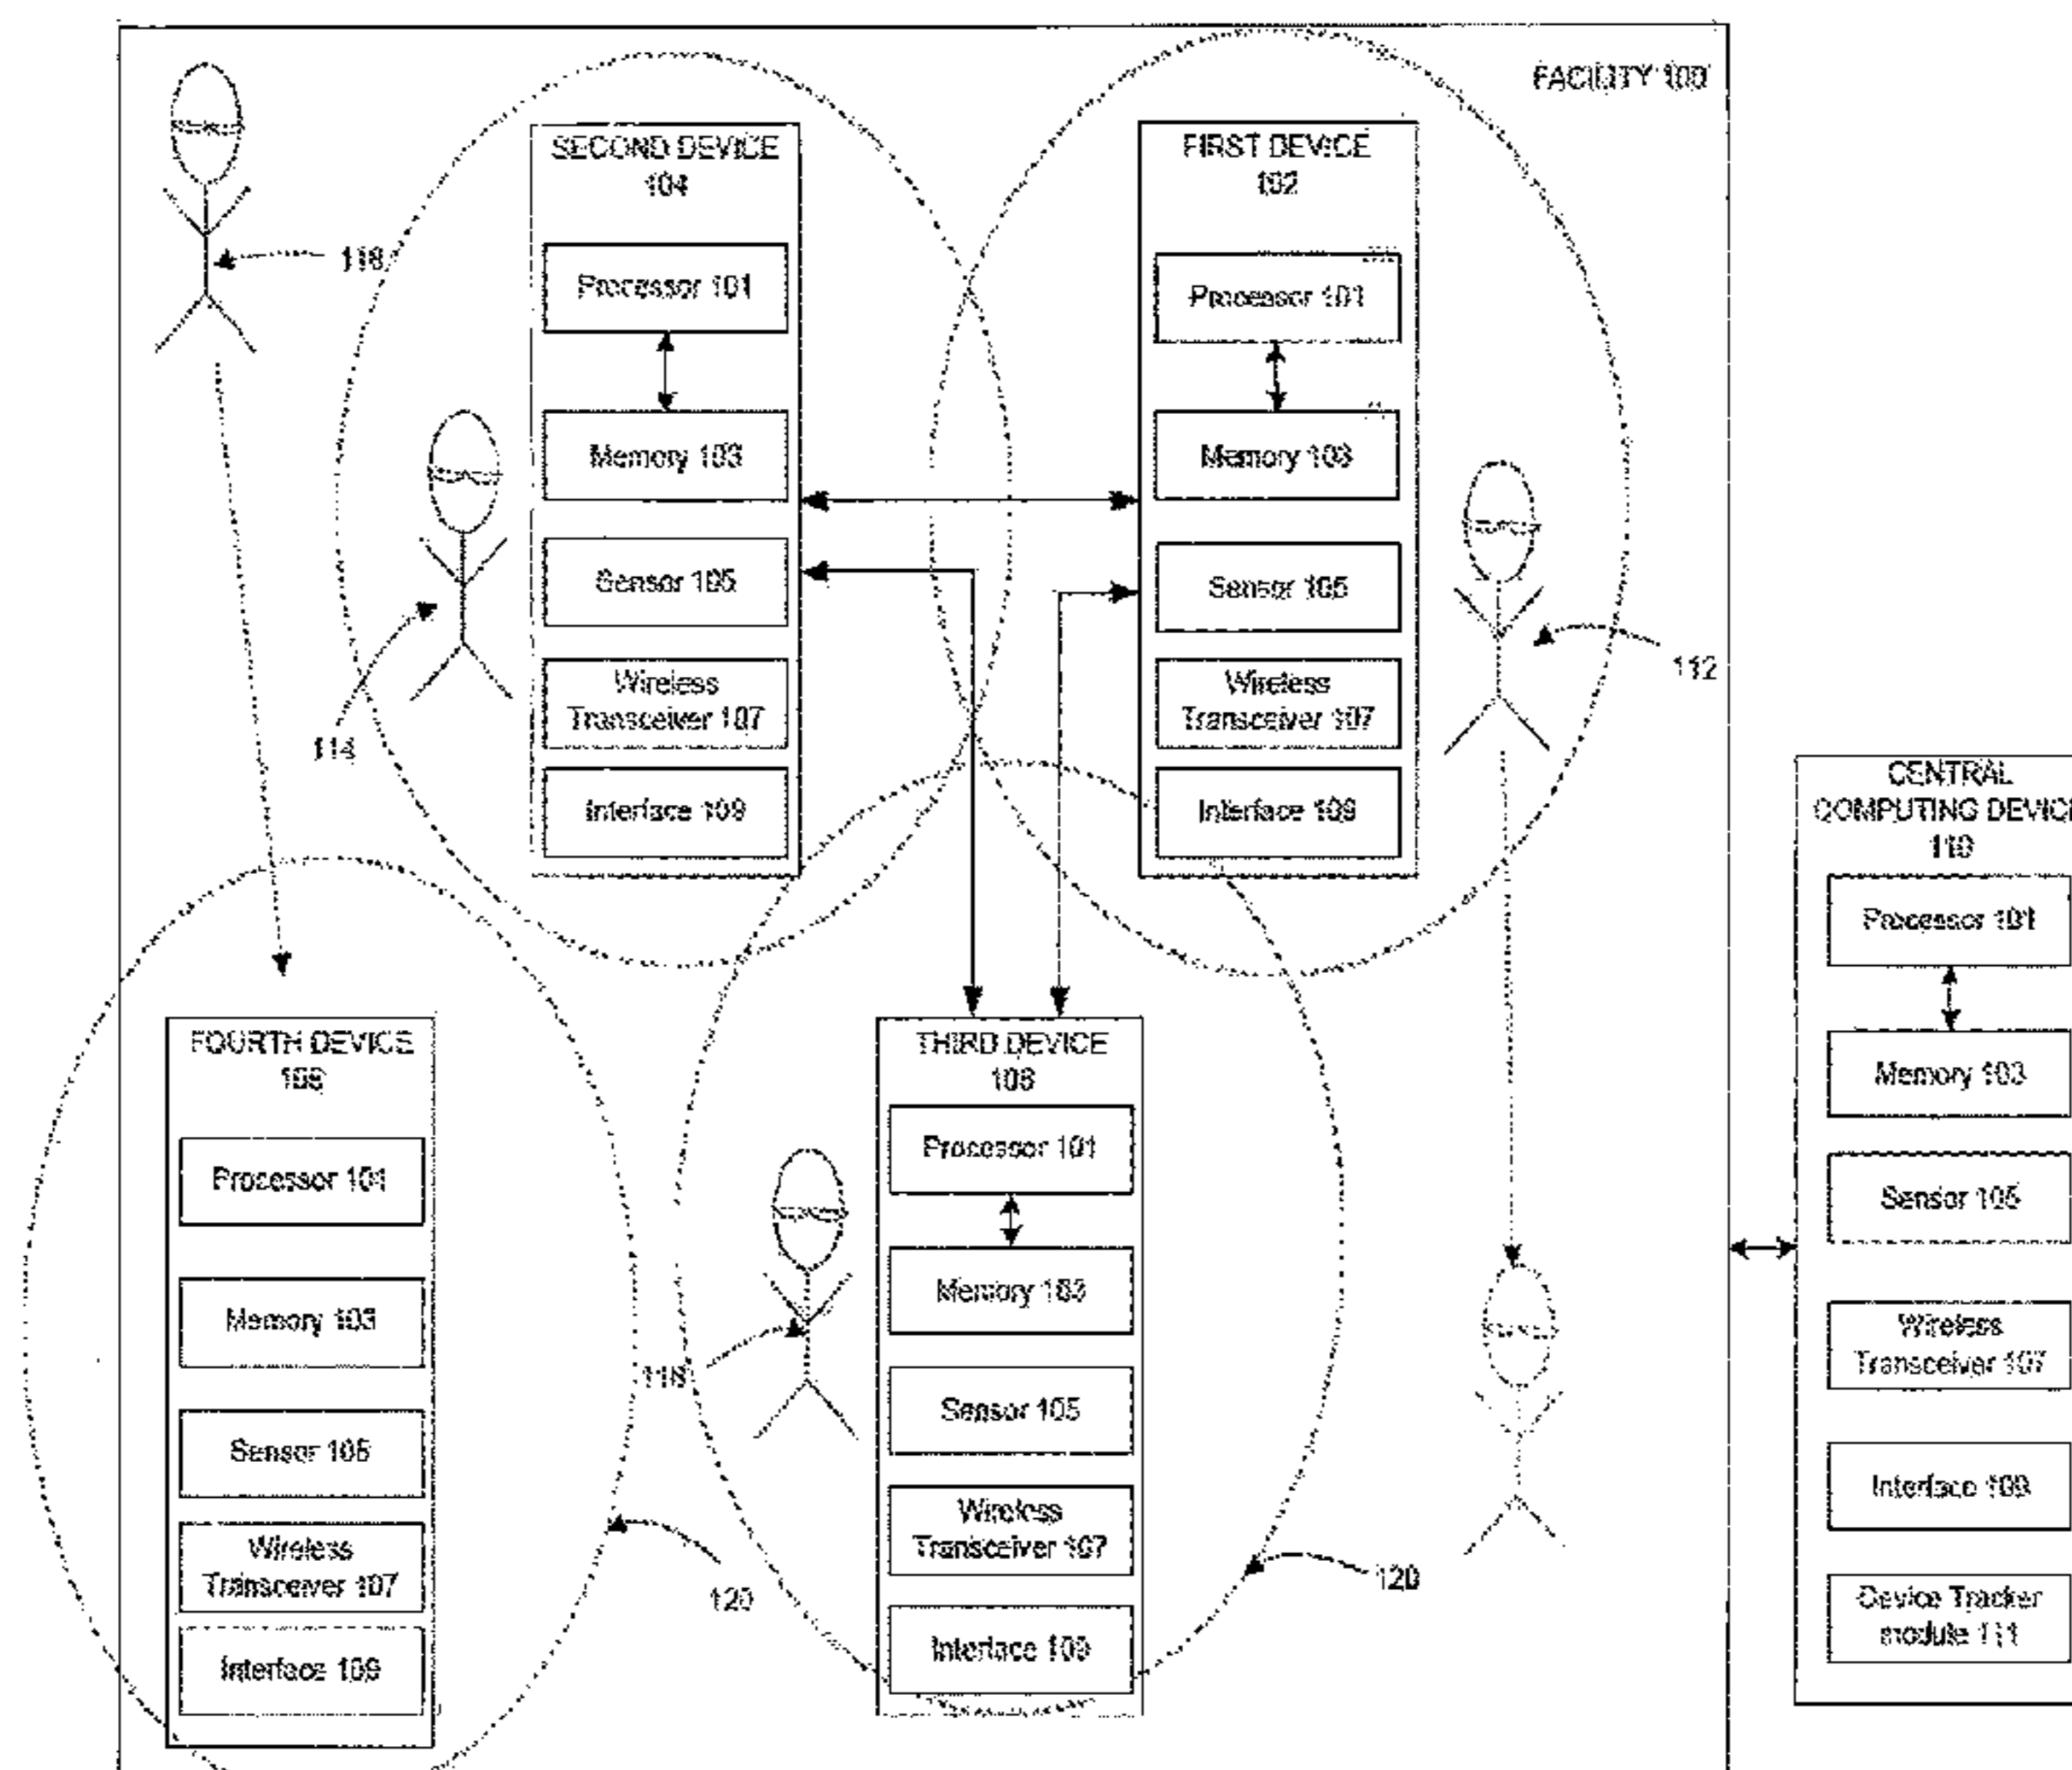 FACILITY 100
SECOND DEVICE
104
Processor 101
Memory 103
Sensor 105
Wireless
Transceiver 107
Interface 109
FIRST DEVICE
102
Processor 101
Memory 103
Sensor 105
Wireless
Transceiver 107
Interface 109
112
CENTRAL
COMPUTING DEVICE
110
Processor 101
Memory 103
Sensor 105
Wireless
Transceiver 107
Interface 109
Device Tracker
module 111
FOURTH DEVICE
Processor 101
Memory 103
Sensor 105
Wireless
Transceiver 107
Interface 109
120
THIRD DEVICE
106
Processor 101
Memory 103
Sensor 105
Wireless
Transceiver 107
Interface 109
120